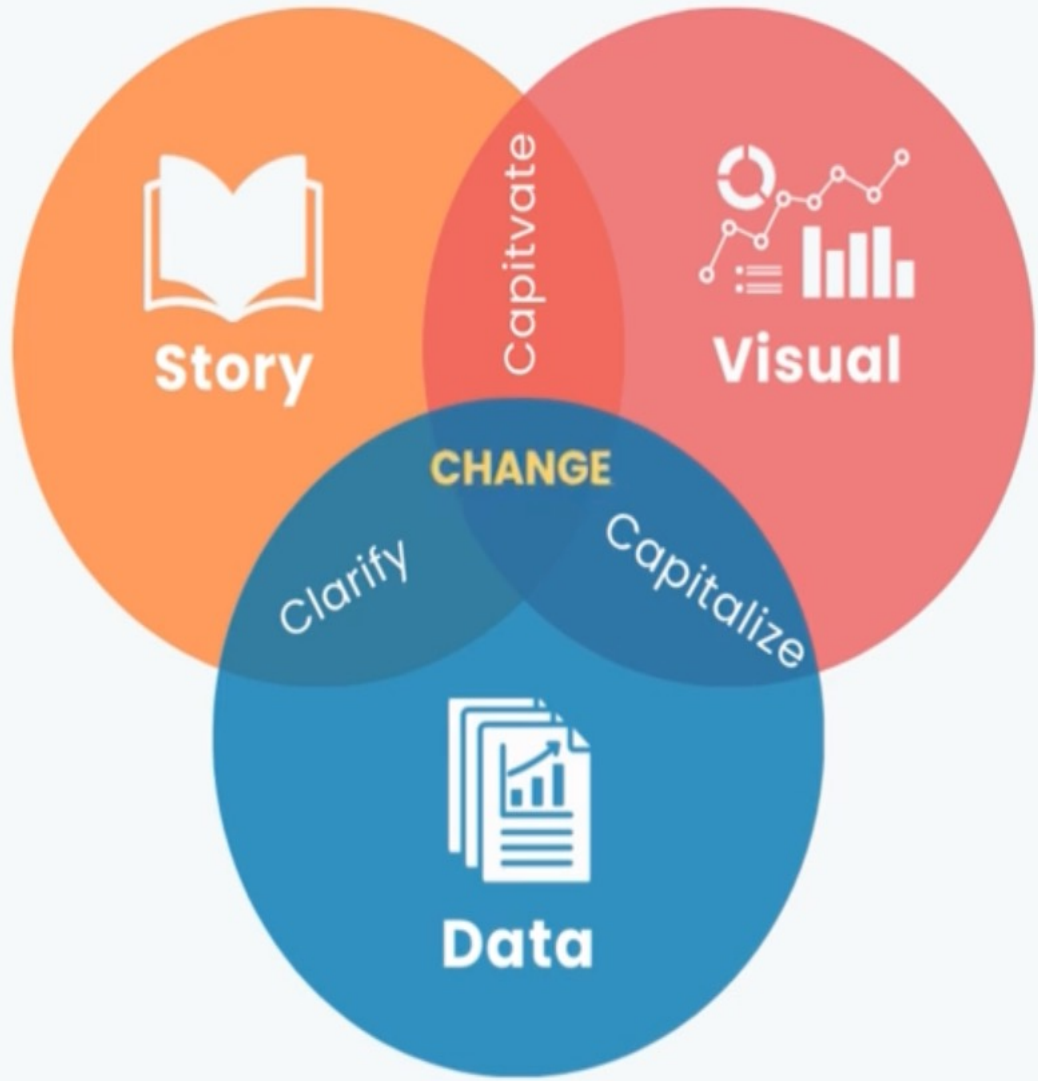 Capitvate
Story
Visual
CHANGE
Clarify
Capitalize
Data